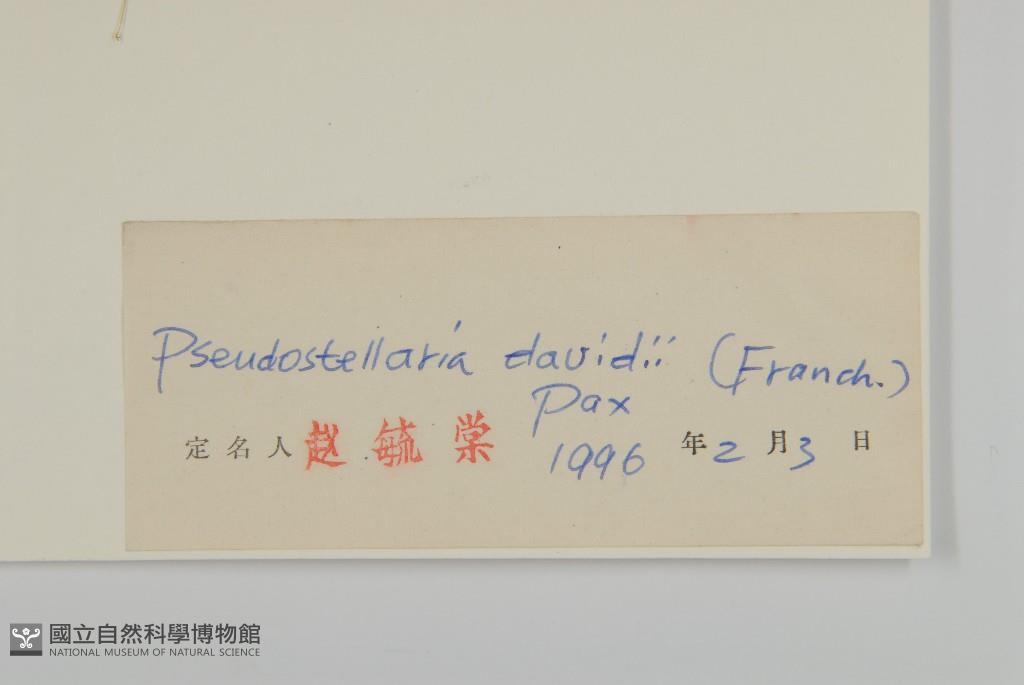 Pseudostellaria davidii (Franch.)
Pax
定名人 赵毓棠 1996 年 2 月 3 日
國立自然科學博物館
NATIONAL MUSEUM OF NATURAL SCIENCE